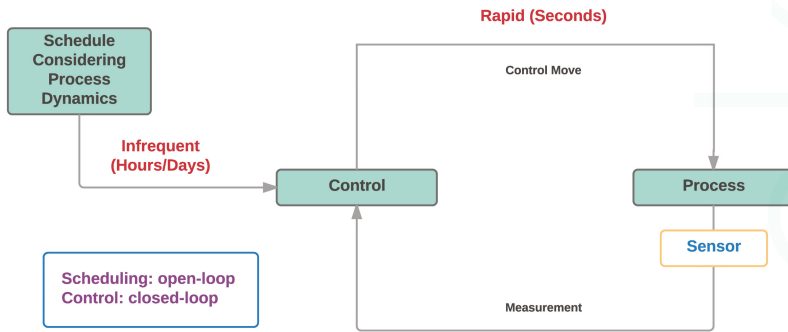 Rapid (Seconds)
Schedule
Considering
Process
Dynamics
Control Move
Infrequent
(Hours/Days)
Control
Process
Sensor
Scheduling: open-loop
Control: closed-loop
Measurement